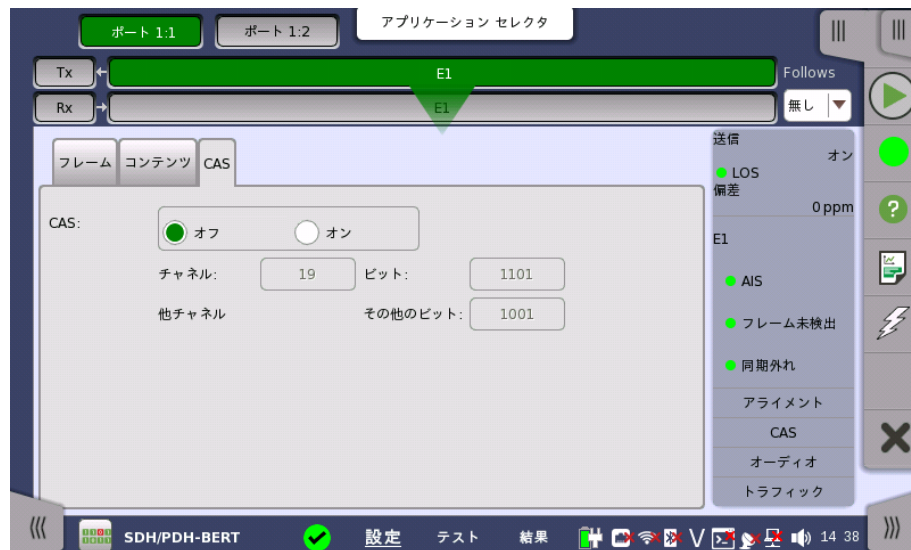 アプリケーション セレクタ
ポート 1:1
ポート 1:2
Tx
E1
Follows
Rx
E1
無し
フレーム
コンテンツ
CAS
CAS:
オフ
オン
チャネル:
19
ビット:
1101
他チャネル
その他のビット:
1001
送信
オン
LOS
偏差
0 ppm
E1
AIS
フレーム未検出
同期外れ
アライメント
CAS
オーディオ
トラフィック
SDH/PDH-BERT
設定
テスト
結果
14 38